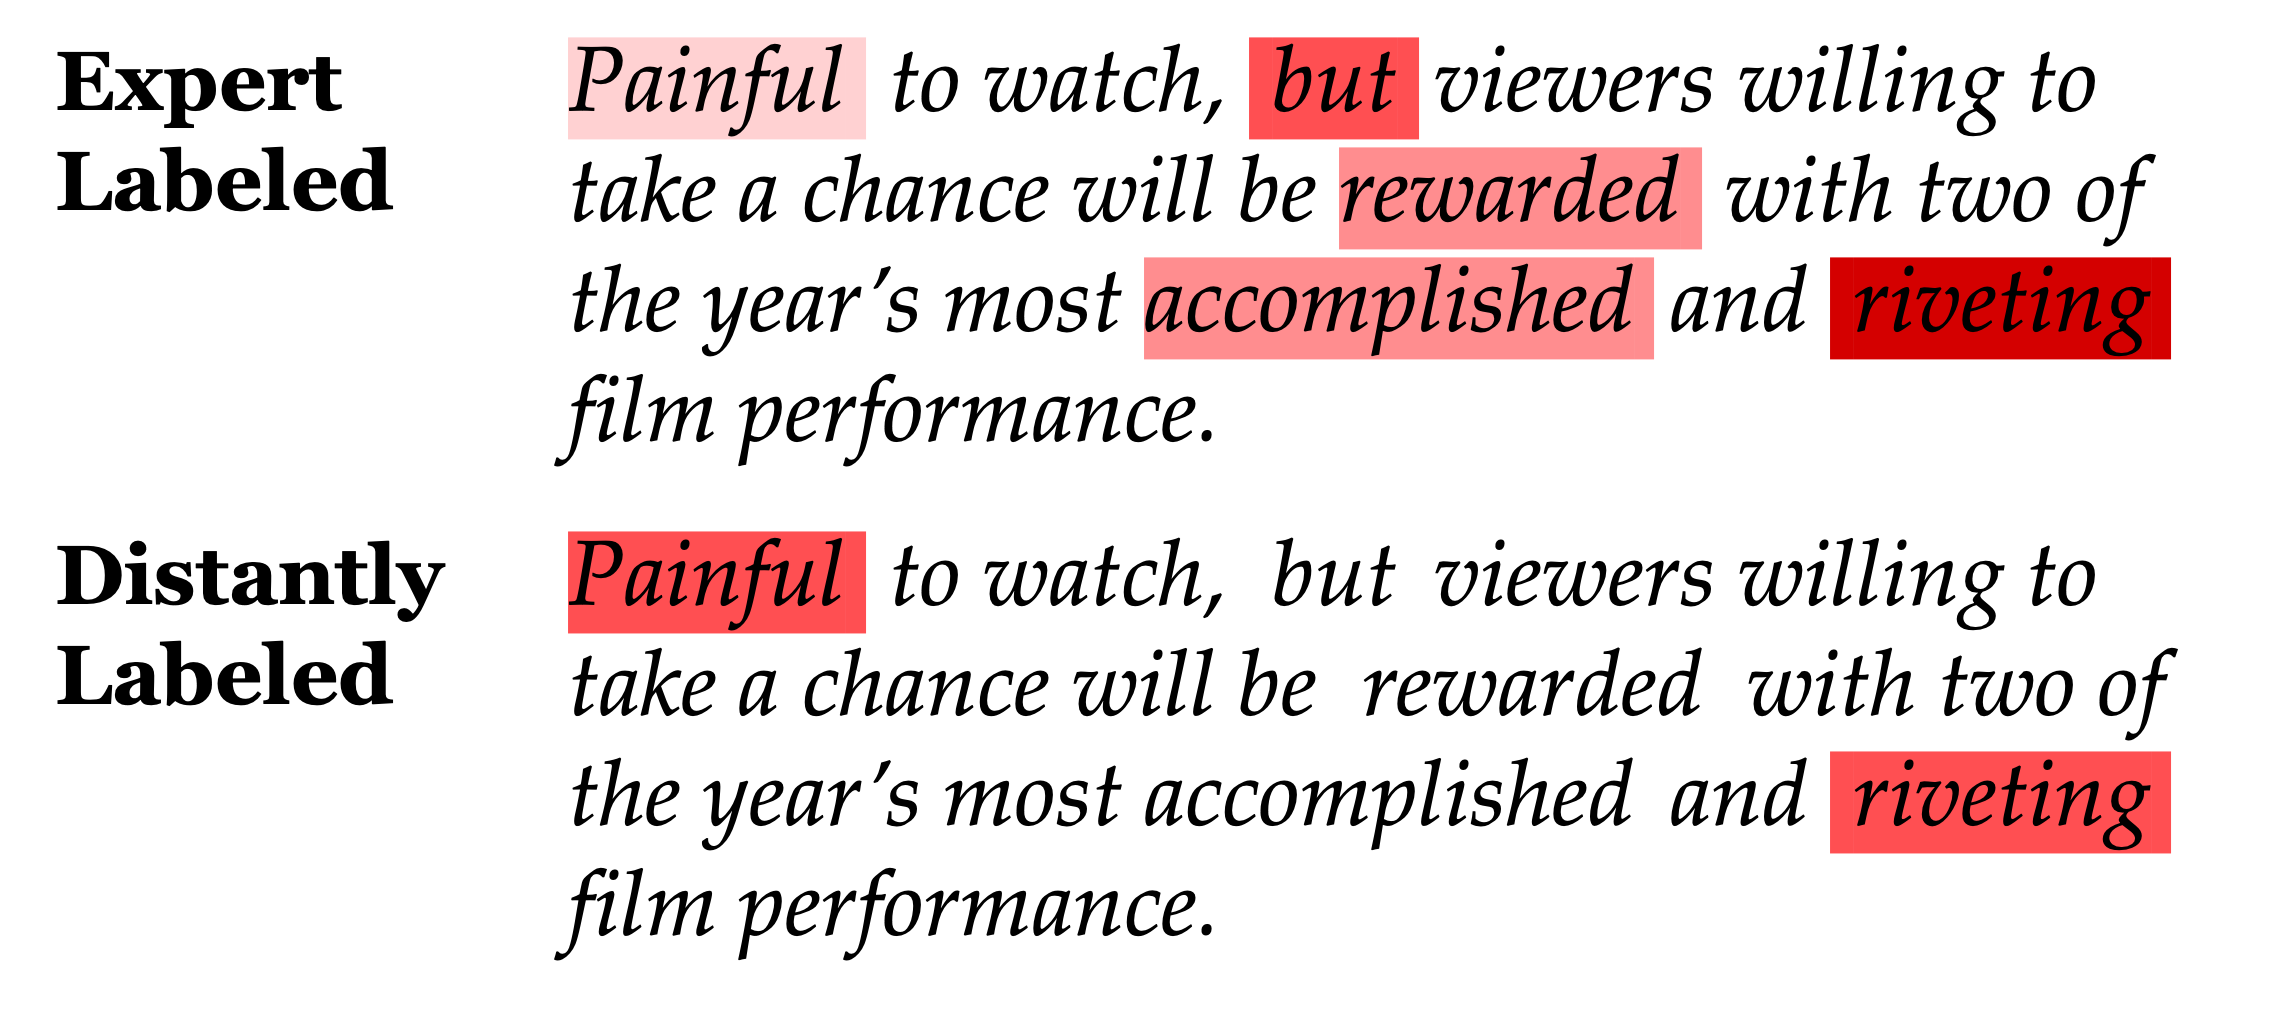 Expert Painful to watch, but viewers willing to
Labeled take a chance will be rewarded with two of
the year's most accomplished and riveting
film performance.
Distantly Painful to watch, but viewers willing to
Labeled take a chance will be rewarded with two of
the year's most accomplished and riveting
film performance.